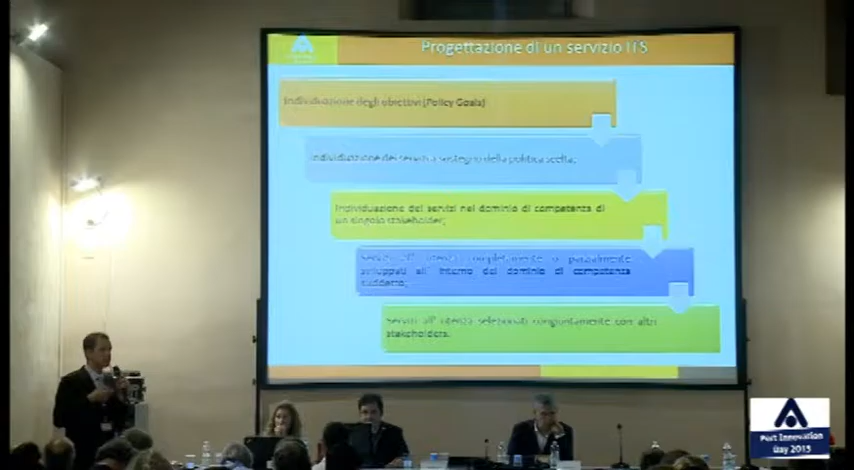 Progettazione di un servizio ITS
Individuazione degli obiettivi (Policy Goals)
Individuazione dei servizi a sostegno della politica scelta;
Individuazione dei servizi nel dominio di competenza di
un singolo stakeholder;
Servizi all' utenza completamente o parzialmente
sviluppati all' interno del dominio di competenza
suddetto;
Servizi all' utenza selezionati congiuntamente con altri
stakeholders.
Port Innovation
Day 2015